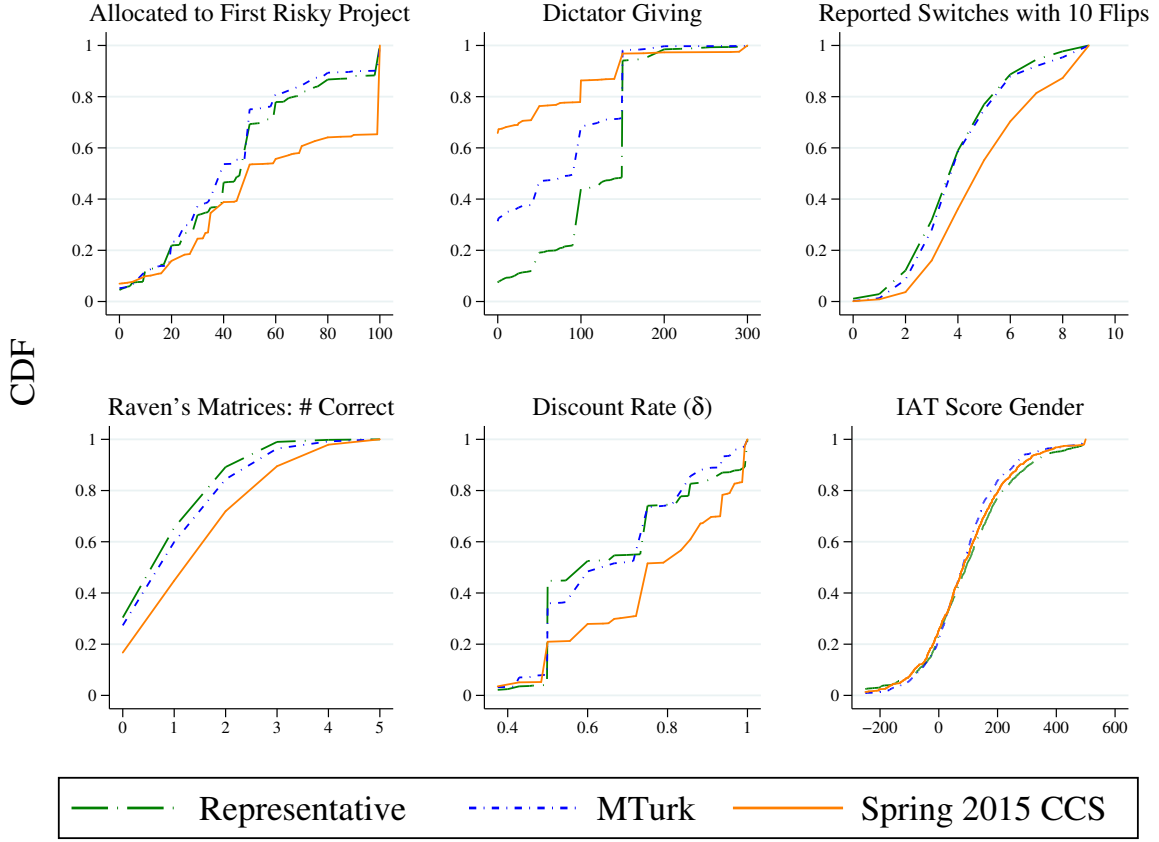 Allocated to First Risky Project
Dictator Giving
Reported Switches with 10 Flips
1
0.8
0.6
0.4
0.2
0
0 20 40 60 80 100
1
0.8
0.6
0.4
0.2
0
0 100 200 300
1
0.8
0.6
0.4
0.2
0
0 2 4 6 8 10
CDF
Raven's Matrices: # Correct
Discount Rate (δ)
IAT Score Gender
1
0.8
0.6
0.4
0.2
0
0 1 2 3 4 5
1
0.8
0.6
0.4
0.2
0
0.4 0.6 0.8 1
1
0.8
0.6
0.4
0.2
0
−200 0 200 400 600
Representative MTurk Spring 2015 CCS